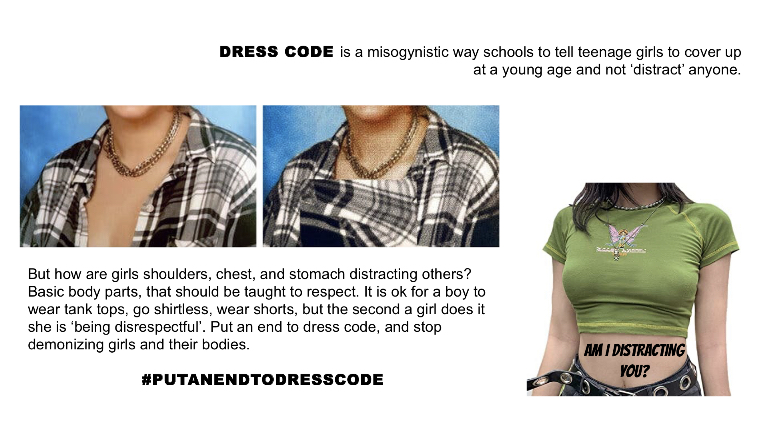 DRESS CODE is a misogynistic way schools to tell teenage girls to cover up
at a young age and not ‘distract’ anyone.
But how are girls shoulders, chest, and stomach distracting others?
Basic body parts, that should be taught to respect. It is ok for a boy to
wear tank tops, go shirtless, wear shorts, but the second a girl does it
she is ‘being disrespectful’. Put an end to dress code, and stop
demonizing girls and their bodies.
AM I DISTRACTING
YOU?
#PUTANENDTODRESSCODE